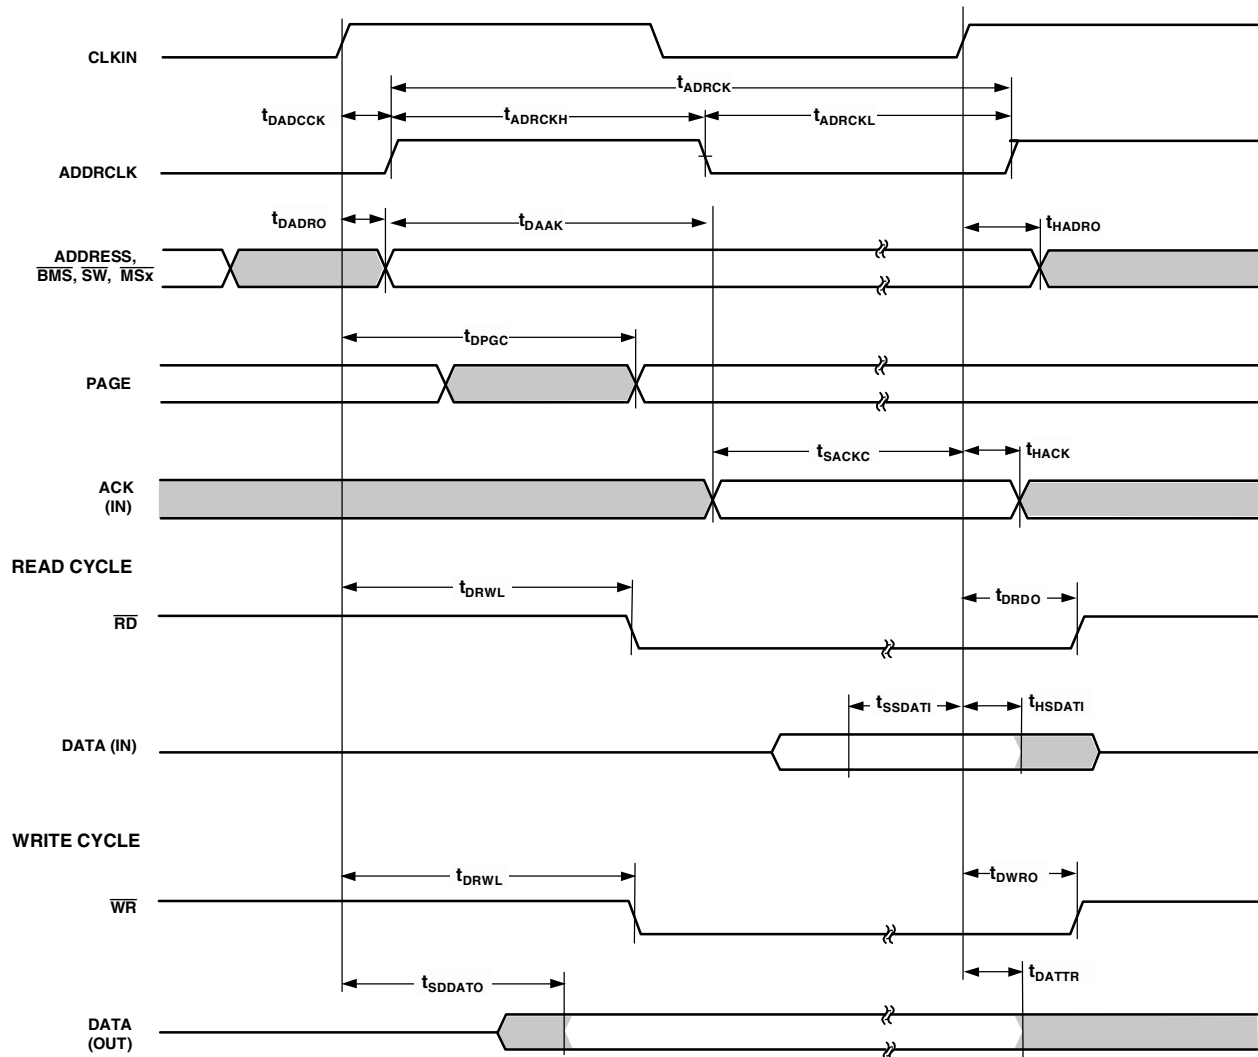 CLKIN
tADRCK
tDADCCK
tADRCKH
tADRCKL
ADDRCLK
tDADRO
tDAAK
tHADRO
ADDRESS,
BMS, SW, MSx
tDPGC
PAGE
tSACKC
tHACK
ACK
(IN)
READ CYCLE
tDRWL
tDRDO
RD
tSSDATI
tHSDATI
DATA (IN)
WRITE CYCLE
tDRWL
tDWRO
WR
tSDDATO
tDATTR
DATA
(OUT)